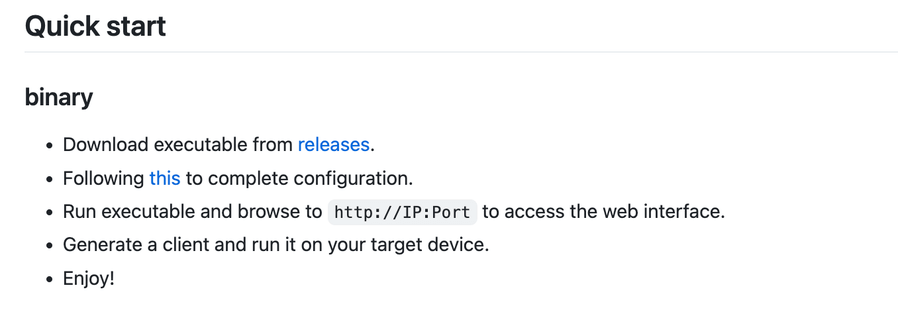 Quick start
binary
Download executable from releases.
Following this to complete configuration.
Run executable and browse to http://IP:Port to access the web interface.
Generate a client and run it on your target device.
Enjoy!